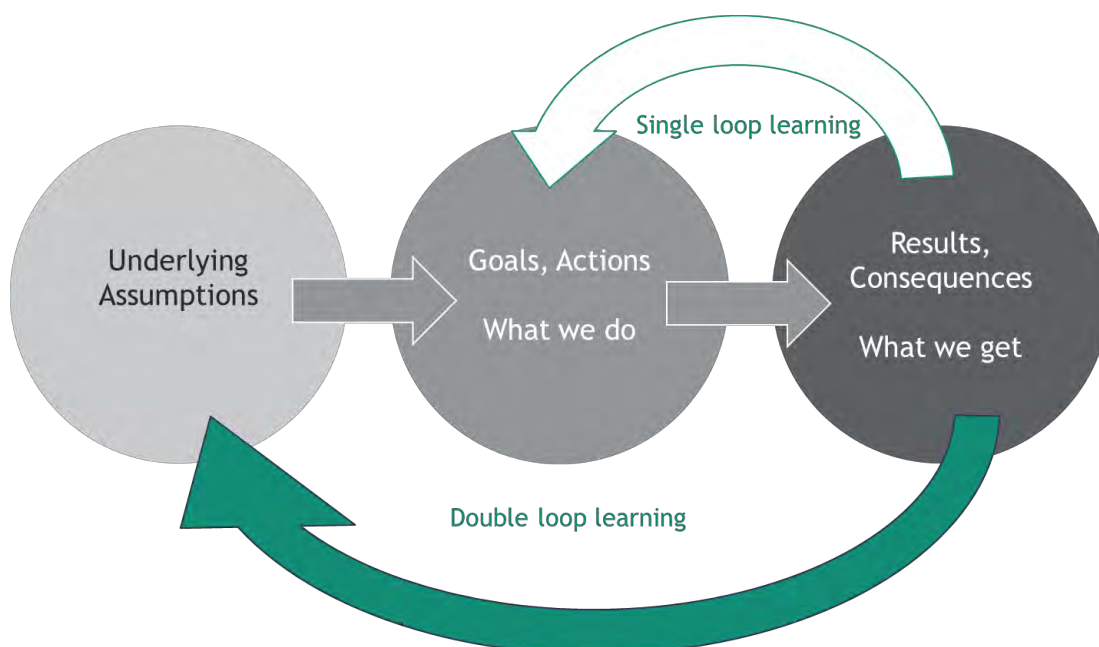 Single loop learning
Underlying
Assumptions
Goals, Actions
What we do
Results,
Consequences
What we get
Double loop learning